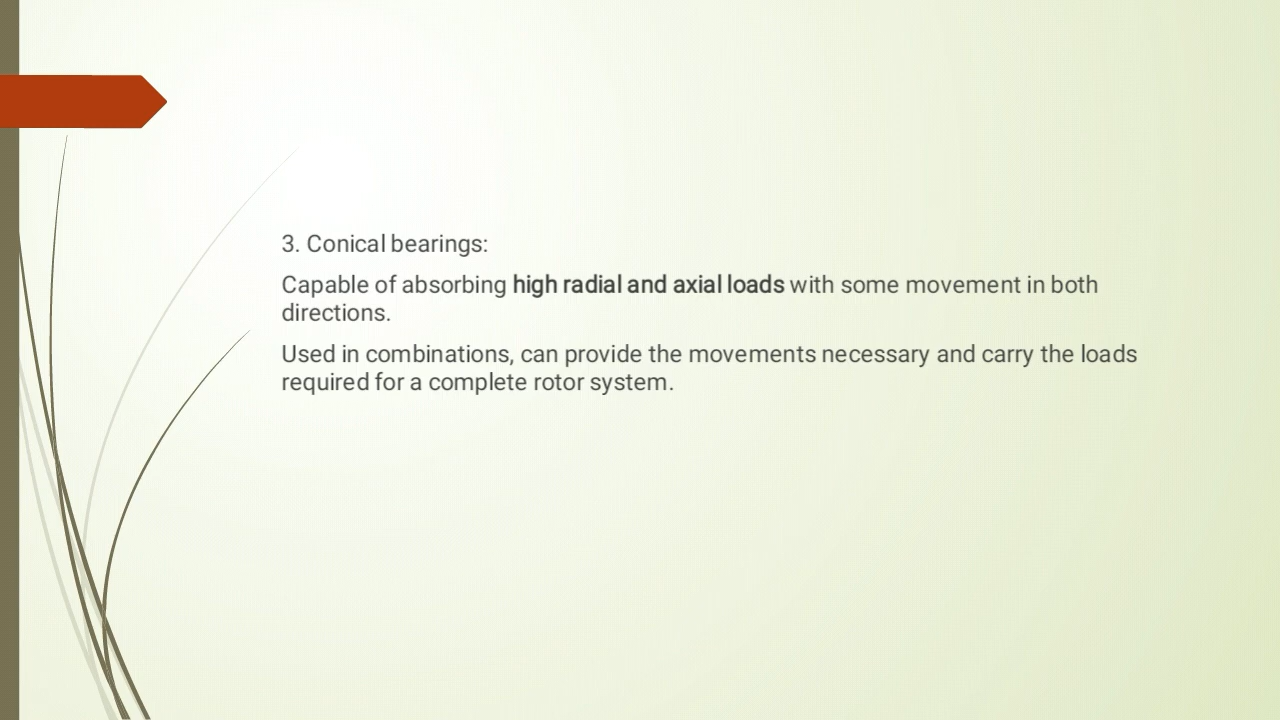 3. Conical bearings:
Capable of absorbing high radial and axial loads with some movement in both
directions.
Used in combinations, can provide the movements necessary and carry the loads
required for a complete rotor system.